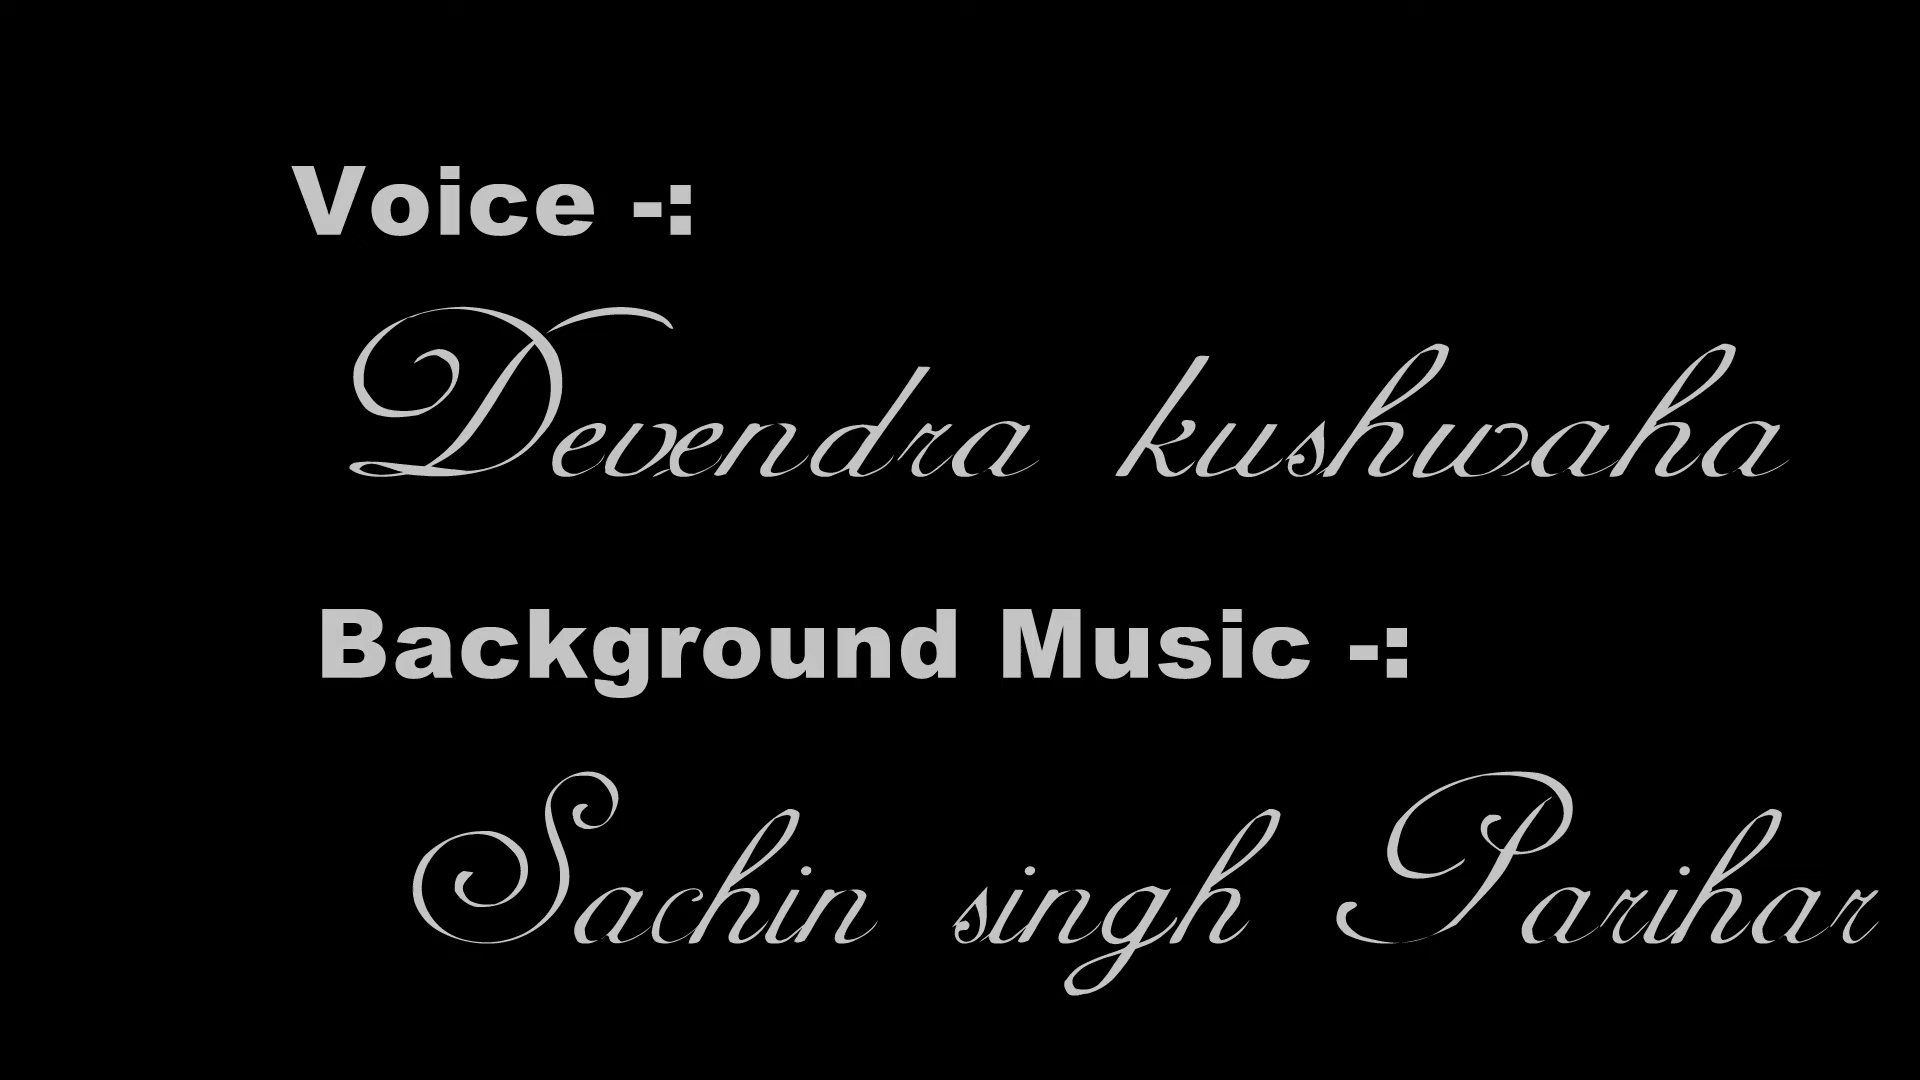 Voice -:
Devendra kushwaha
Background Music -:
Sachin singh Parihar